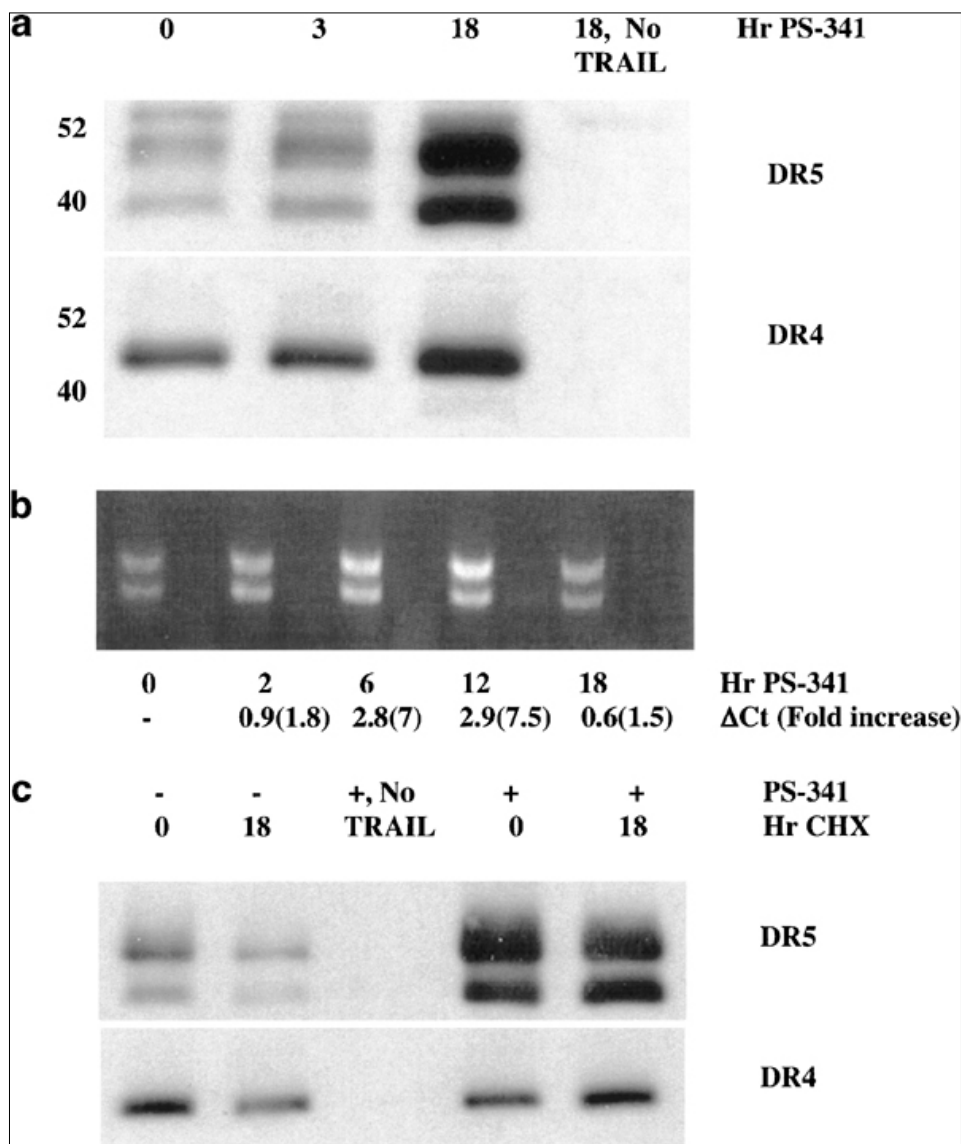 a
0 3 18 18, No Hr PS-341
TRAIL
52
40
DR5
52
40
DR4
b
0 2 6 12 18 Hr PS-341
- 0.9(1.8) 2.8(7) 2.9(7.5) 0.6(1.5) ΔCt (Fold increase)
c
- - +, No + + PS-341
0 18 TRAIL 0 18 Hr CHX
DR5
DR4